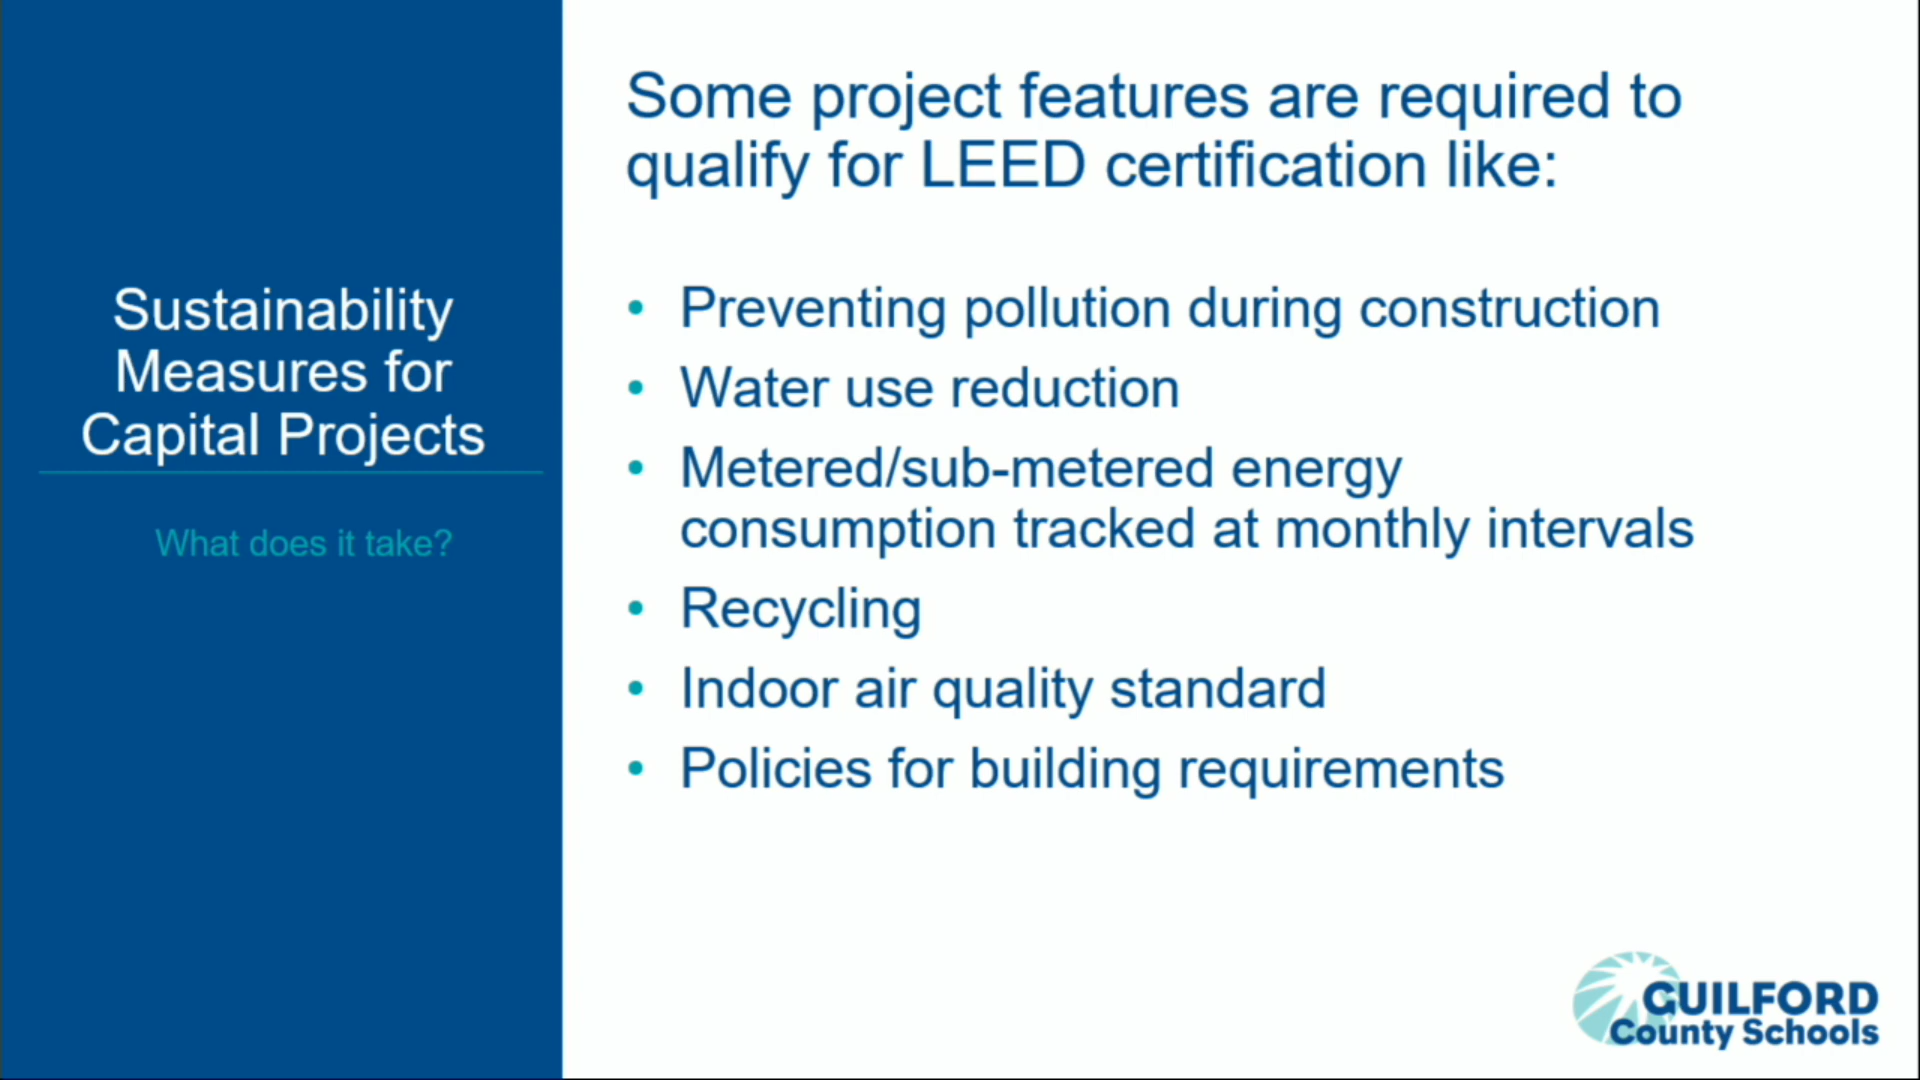 Sustainability
Measures for
Capital Projects
What does it take?
Some project features are required to
qualify for LEED certification like:
• Preventing pollution during construction
• Water use reduction
• Metered/sub-metered energy
consumption tracked at monthly intervals
• Recycling
• Indoor air quality standard
• Policies for building requirements
GUILFORD
County Schools